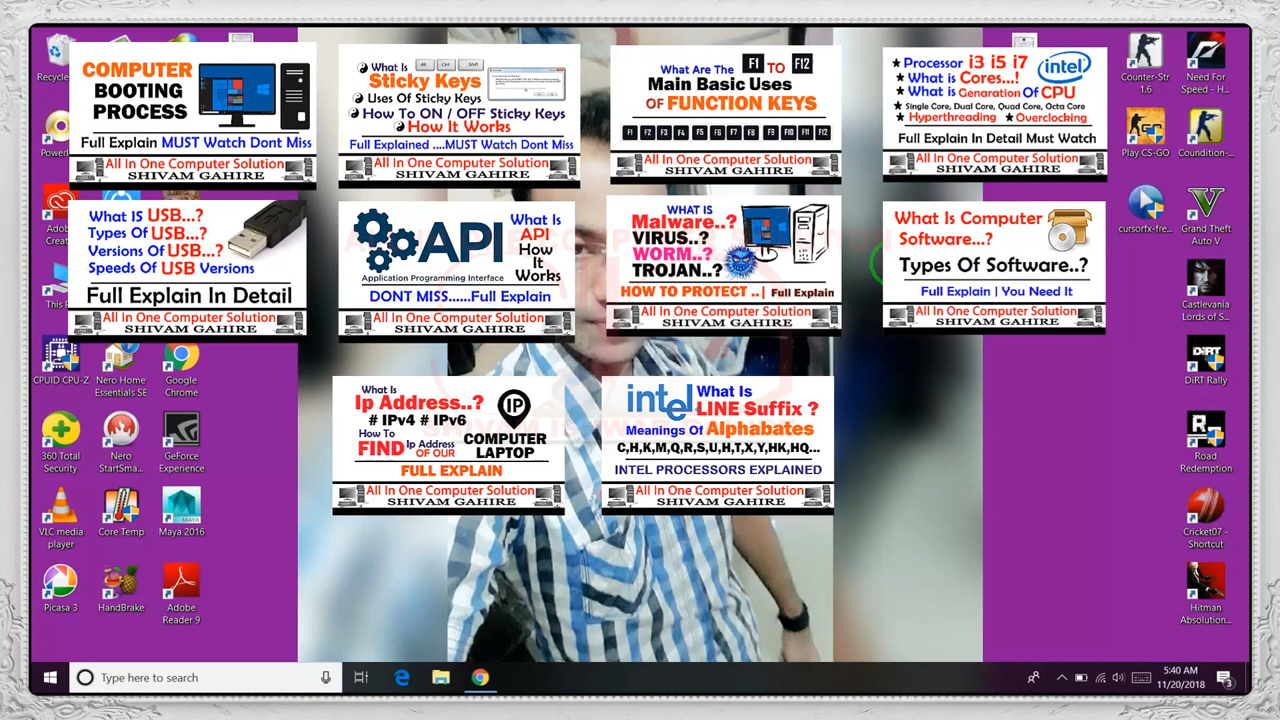 COMPUTER
BOOTING
PROCESS
Full Explain MUST Watch Dont Miss
All In One Computer Solution
SHIVAM GAHIRE
What Is Alt Ctrl Shift
Sticky Keys
Uses Of Sticky Keys
How To ON / OFF Sticky Keys
How It Works
Full Explained ....MUST Watch Dont Miss
All In One Computer Solution
SHIVAM GAHIRE
What Are The F1 TO F12
Main Basic Uses
OF FUNCTION KEYS
F1 F2 F3 F4 F5 F6 F7 F8 F9 F10 F11 F12
All In One Computer Solution
SHIVAM GAHIRE
Processor i3 i5 i7
What is Cores...!
What is Genaration Of CPU
Single Core, Dual Core, Quad Core, Octa Core
Hyperthreading Overclocking
intel
Full Explain In Detail Must Watch
All In One Computer Solution
SHIVAM GAHIRE
What IS USB...?
Types Of USB...?
Versions Of USB...?
Speeds Of USB Versions
Full Explain In Detail
All In One Computer Solution
SHIVAM GAHIRE
API
Application Programming Interface
What Is
API
How
It
Works
DONT MISS......Full Explain
All In One Computer Solution
SHIVAM GAHIRE
WHAT IS
Malware..?
VIRUS..?
WORM..?
TROJAN..?
HOW TO PROTECT ..| Full Explain
All In One Computer Solution
SHIVAM GAHIRE
What Is Computer
Software...?
Types Of Software..?
Full Explain | You Need It
All In One Computer Solution
SHIVAM GAHIRE
What Is
Ip Address..?
# IPv4 # IPv6
How To
FIND Ip Address
OF OUR
IP
COMPUTER
LAPTOP
FULL EXPLAIN
All In One Computer Solution
SHIVAM GAHIRE
intel What Is
LINE Suffix ?
Meanings Of Alphabates
C,H,K,M,Q,R,S,U,H,T,X,Y,HK,HQ...
INTEL PROCESSORS EXPLAINED
All In One Computer Solution
SHIVAM GAHIRE
Recycle
Adobe
Creat
This P
CPUID CPU-Z
Nero Home
Essentials SE
Google
Chrome
360 Total
Security
Nero
StartSma...
GeForce
Experience
VLC media
player
Core Temp
Maya 2016
Picasa 3
HandBrake
Adobe
Reader 9
Counter-Str
1.6
Need For
Speed - H...
Play CS-GO
Coundition-...
cursorfx-fre...
Grand Theft
Auto V
Castlevania
Lords of S...
DiRT Rally
Road
Redemption
Cricket07 -
Shortcut
Hitman
Absolution...
Type here to search
5:40 AM
11/20/2018
3